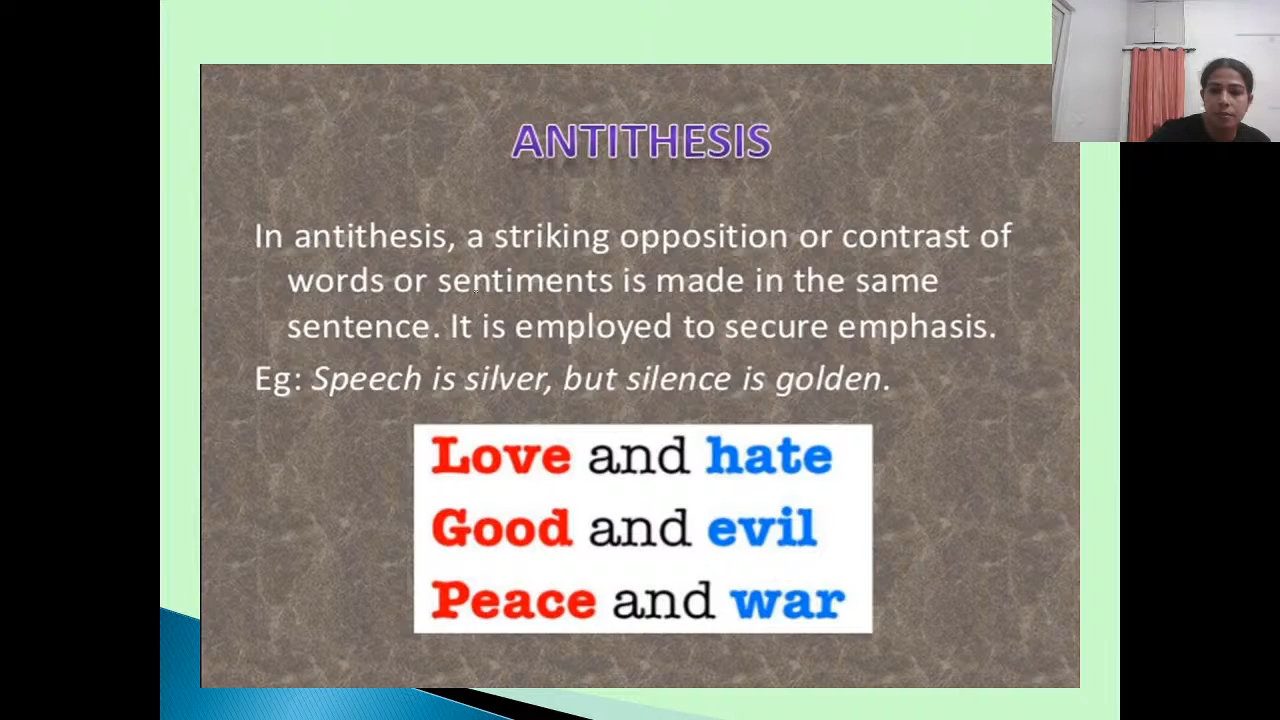 ANTITHESIS
In antithesis, a striking opposition or contrast of
words or sentiments is made in the same
sentence. It is employed to secure emphasis.
Eg: Speech is silver, but silence is golden.
Love and hate
Good and evil
Peace and war